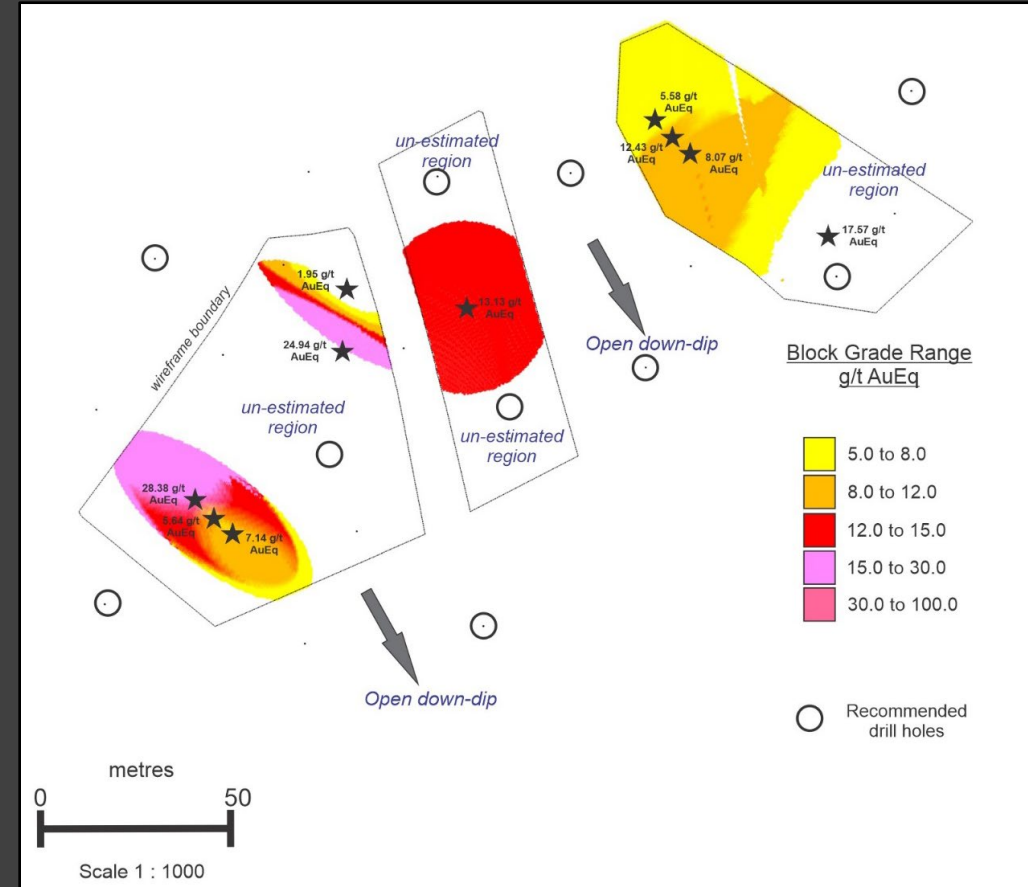 5.58 g/t
AuEq
12.43 g/t
AuEq
8.07 g/t
AuEq
un-estimated
region
17.57 g/t
AuEq
un-estimated
region
13.13 g/t
AuEq
un-estimated
region
Open down-dip
wireframe boundary
1.95 g/t
AuEq
24.94 g/t
AuEq
un-estimated
region
28.38 g/t
AuEq
5.64 g/t
AuEq
7.14 g/t
AuEq
Open down-dip
Block Grade Range
g/t AuEq
5.0 to 8.0
8.0 to 12.0
12.0 to 15.0
15.0 to 30.0
30.0 to 100.0
Recommended
drill holes
metres
0 50
Scale 1 : 1000